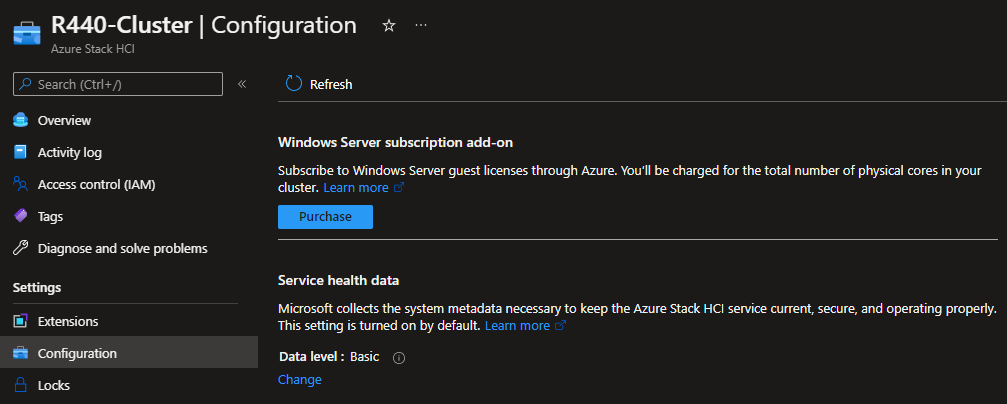 R440-Cluster | Configuration
Azure Stack HCI
Search (Ctrl+/)
Overview
Activity log
Access control (IAM)
Tags
Diagnose and solve problems
Settings
Extensions
Configuration
Locks
Refresh
Windows Server subscription add-on
Subscribe to Windows Server guest licenses through Azure. You'll be charged for the total number of physical cores in your
cluster. Learn more
Purchase
Service health data
Microsoft collects the system metadata necessary to keep the Azure Stack HCI service current, secure, and operating properly.
This setting is turned on by default. Learn more
Data level : Basic
Change